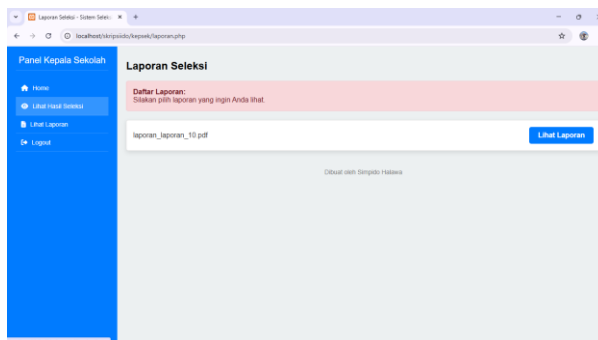 Laporan Seleksi - Sistem Selek
localhost/skripsido/kepsek/laporan.php
Panel Kepala Sekolah
Home
Lihat Hasil Seleksi
Lihat Laporan
Logout
Laporan Seleksi
Daftar Laporan:
Silakan pilih laporan yang ingin Anda lihat.
laporan_laporan_10.pdf
Lihat Laporan
Dibuat oleh Simpido Halawa